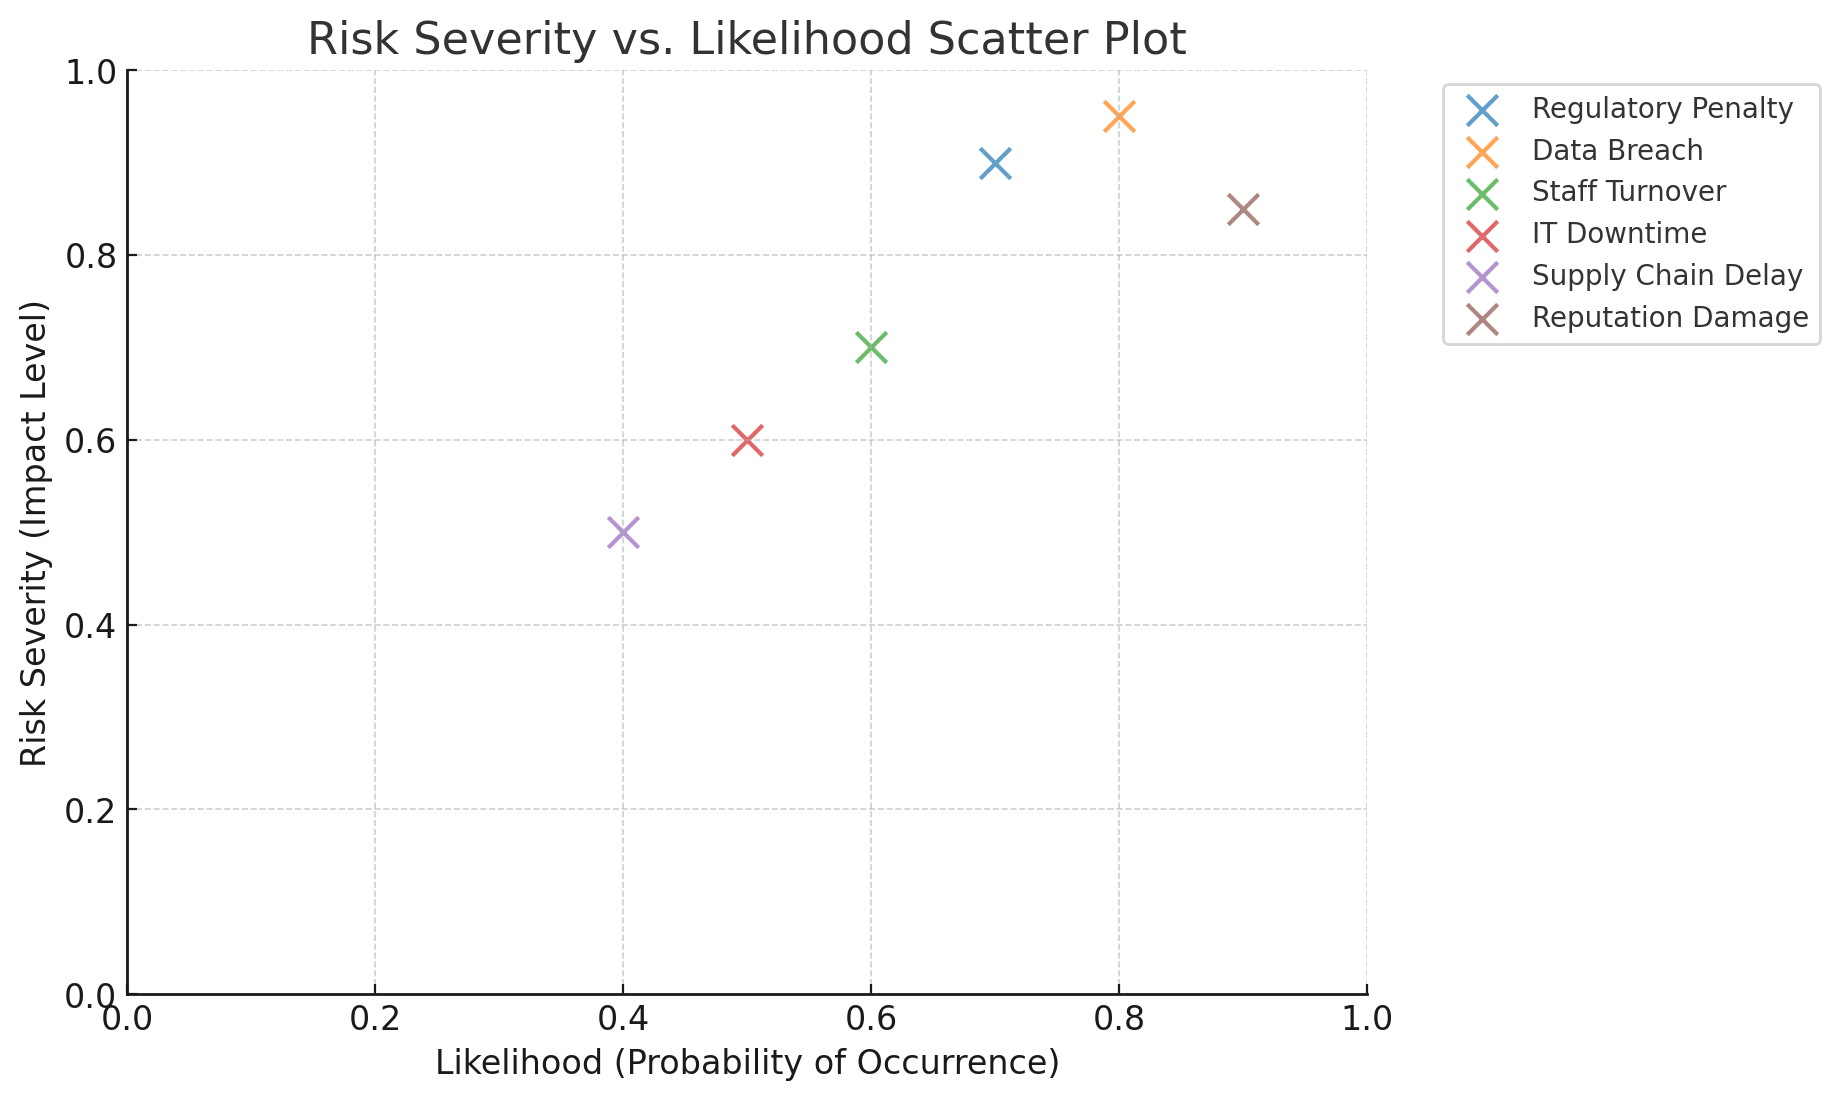 Risk Severity vs. Likelihood Scatter Plot
1.0
0.8
0.6
0.4
0.2
0.0
Risk Severity (Impact Level)
0.0 0.2 0.4 0.6 0.8 1.0
Likelihood (Probability of Occurrence)
Regulatory Penalty
Data Breach
Staff Turnover
IT Downtime
Supply Chain Delay
Reputation Damage